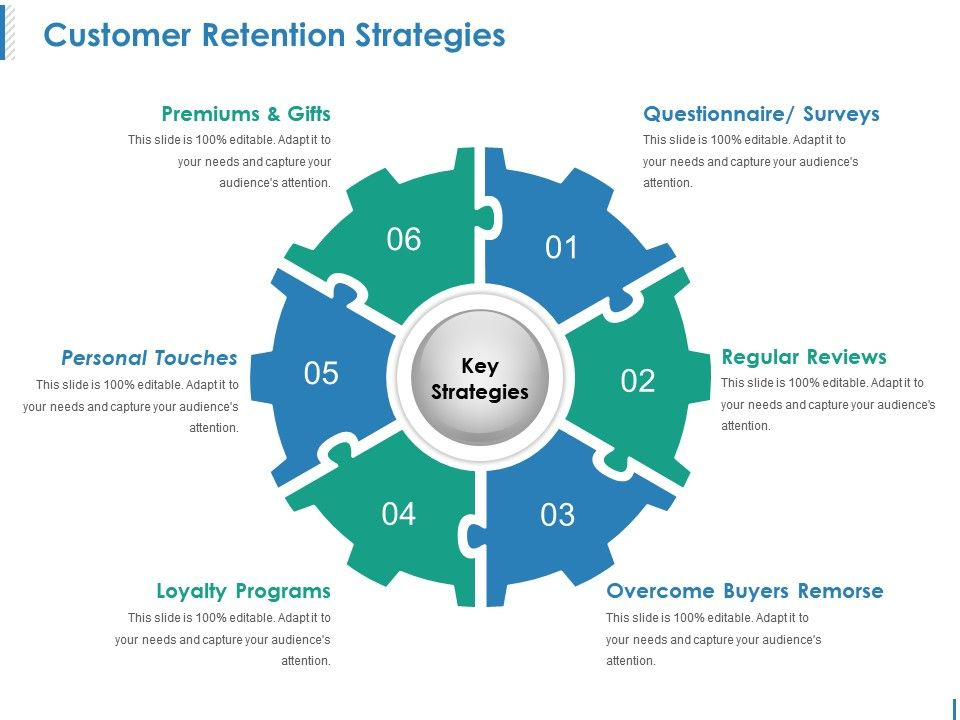 Customer Retention Strategies
Premiums & Gifts
This slide is 100% editable. Adapt it to
your needs and capture your
audience's attention.
Questionnaire/ Surveys
This slide is 100% editable. Adapt it to
your needs and capture your audience's
attention.
06
01
Personal Touches
This slide is 100% editable. Adapt it to
your needs and capture your audience's
attention.
05
Key
Strategies
02
Regular Reviews
This slide is 100% editable. Adapt it to
your needs and capture your audience's
attention.
04
03
Loyalty Programs
This slide is 100% editable. Adapt it to
your needs and capture your audience's
attention.
Overcome Buyers Remorse
This slide is 100% editable. Adapt it to
your needs and capture your audience's
attention.